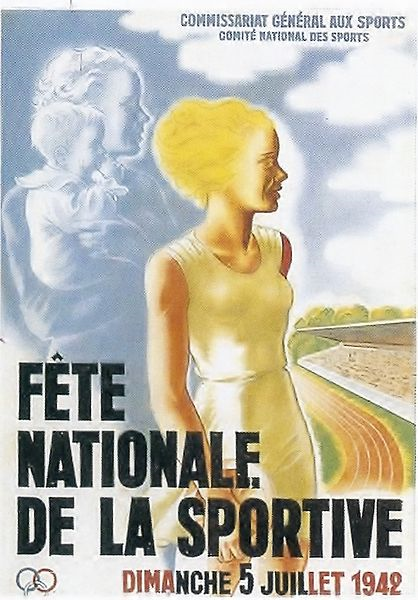 COMMISSARIAT GÉNÉRAL AUX SPORTS
COMITÉ NATIONAL DES SPORTS
FÊTE
NATIONALE
DE LA SPORTIVE
DIMANCHE 5 JUILLET 1942